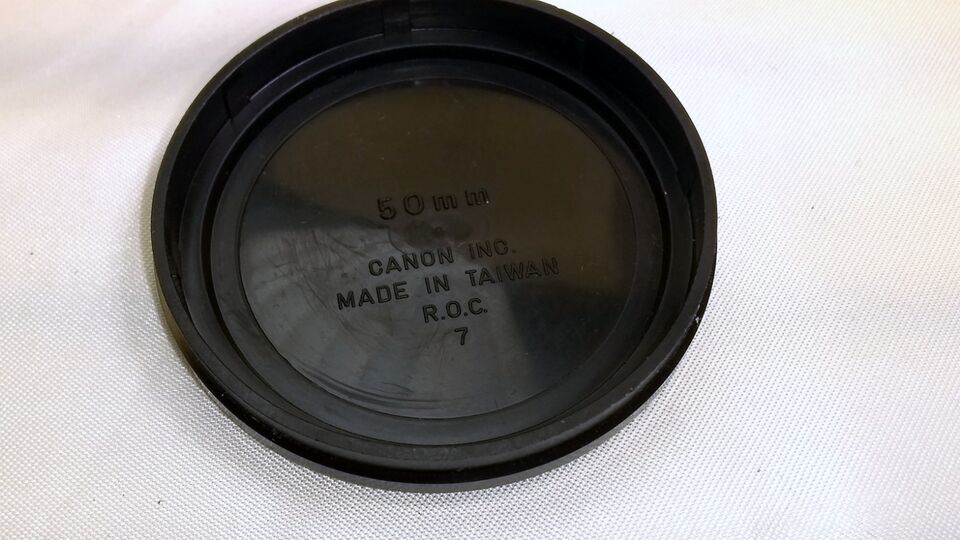 50mm
CANON INC.
MADE IN TAIWAN
R.O.C.
7